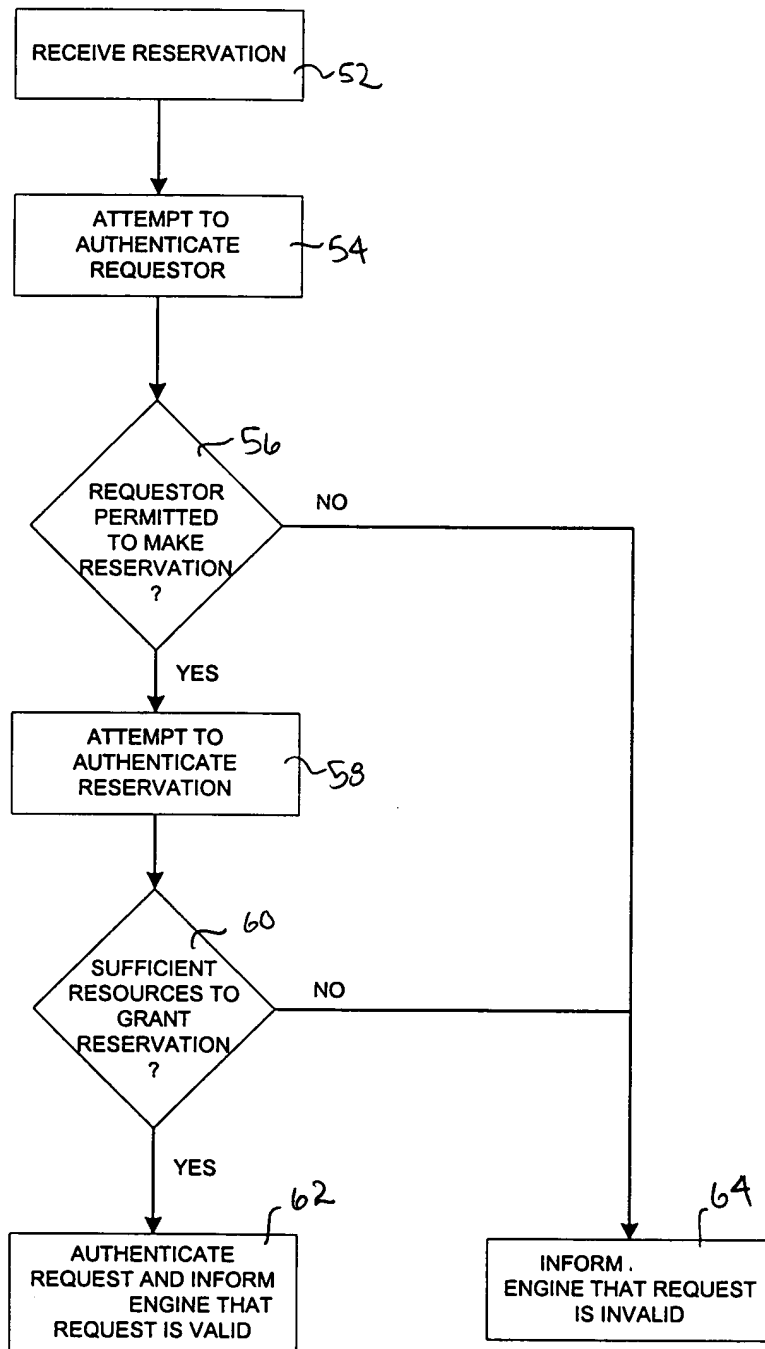 RECEIVE RESERVATION
52
ATTEMPT TO
AUTHENTICATE
REQUESTOR
54
56
REQUESTOR
PERMITTED
TO MAKE
RESERVATION
?
NO
YES
ATTEMPT TO
AUTHENTICATE
RESERVATION
58
60
SUFFICIENT
RESOURCES TO
GRANT
RESERVATION
?
NO
YES
62
AUTHENTICATE
REQUEST AND INFORM
ENGINE THAT
REQUEST IS VALID
64
INFORM .
ENGINE THAT REQUEST
IS INVALID